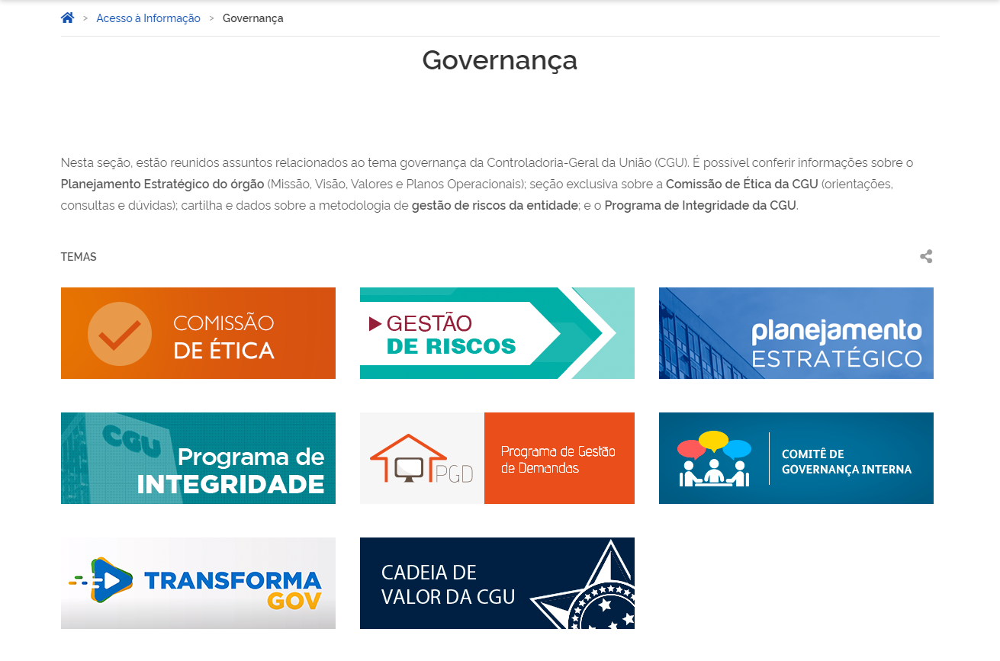 > Acesso à Informação > Governança
Governança
Nesta seção, estão reunidos assuntos relacionados ao tema governança da Controladoria-Geral da União (CGU). É possível conferir informações sobre o
Planejamento Estratégico do órgão (Missão, Visão, Valores e Planos Operacionais); seção exclusiva sobre a Comissão de Ética da CGU (orientações,
consultas e dúvidas); cartilha e dados sobre a metodologia de gestão de riscos da entidade; e o Programa de Integridade da CGU.
TEMAS
COMISSÃO
DE ÉTICA
GESTÃO
DE RISCOS
planejamento
ESTRATÉGICO
CGU
Programa de
INTEGRIDADE
PGD
Programa de Gestão
de Demandas
COMITÊ DE
GOVERNANÇA INTERNA
TRANSFORMA
GOV
CADEIA DE
VALOR DA CGU